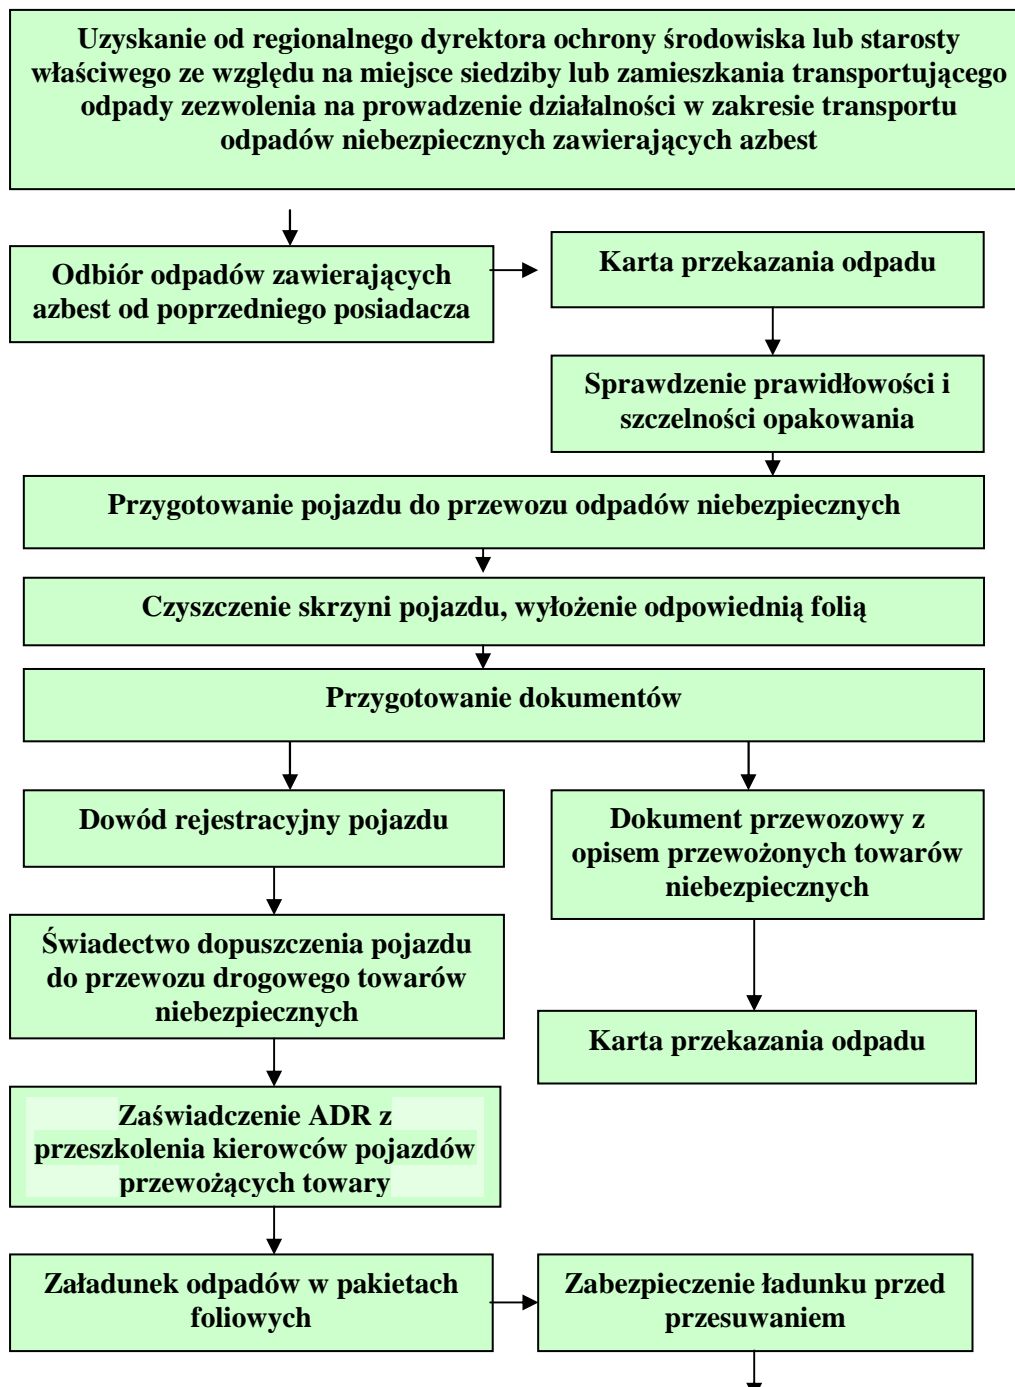 Uzyskanie od regionalnego dyrektora ochrony środowiska lub starosty
właściwego ze względu na miejsce siedziby lub zamieszkania transportującego
odpady zezwolenia na prowadzenie działalności w zakresie transportu
odpadów niebezpiecznych zawierających azbest
Odbiór odpadów zawierających
azbest od poprzedniego posiadacza
Karta przekazania odpadu
Sprawdzenie prawidłowości i
szczelności opakowania
Przygotowanie pojazdu do przewozu odpadów niebezpiecznych
Czyszczenie skrzyni pojazdu, wyłożenie odpowiednią folią
Przygotowanie dokumentów
Dowód rejestracyjny pojazdu
Dokument przewozowy z
opisem przewożonych towarów
niebezpiecznych
Świadectwo dopuszczenia pojazdu
do przewozu drogowego towarów
niebezpiecznych
Karta przekazania odpadu
Zaświadczenie ADR z
przeszkolenia kierowców pojazdów
przewożących towary
Załadunek odpadów w pakietach
foliowych
Zabezpieczenie ładunku przed
przesuwaniem